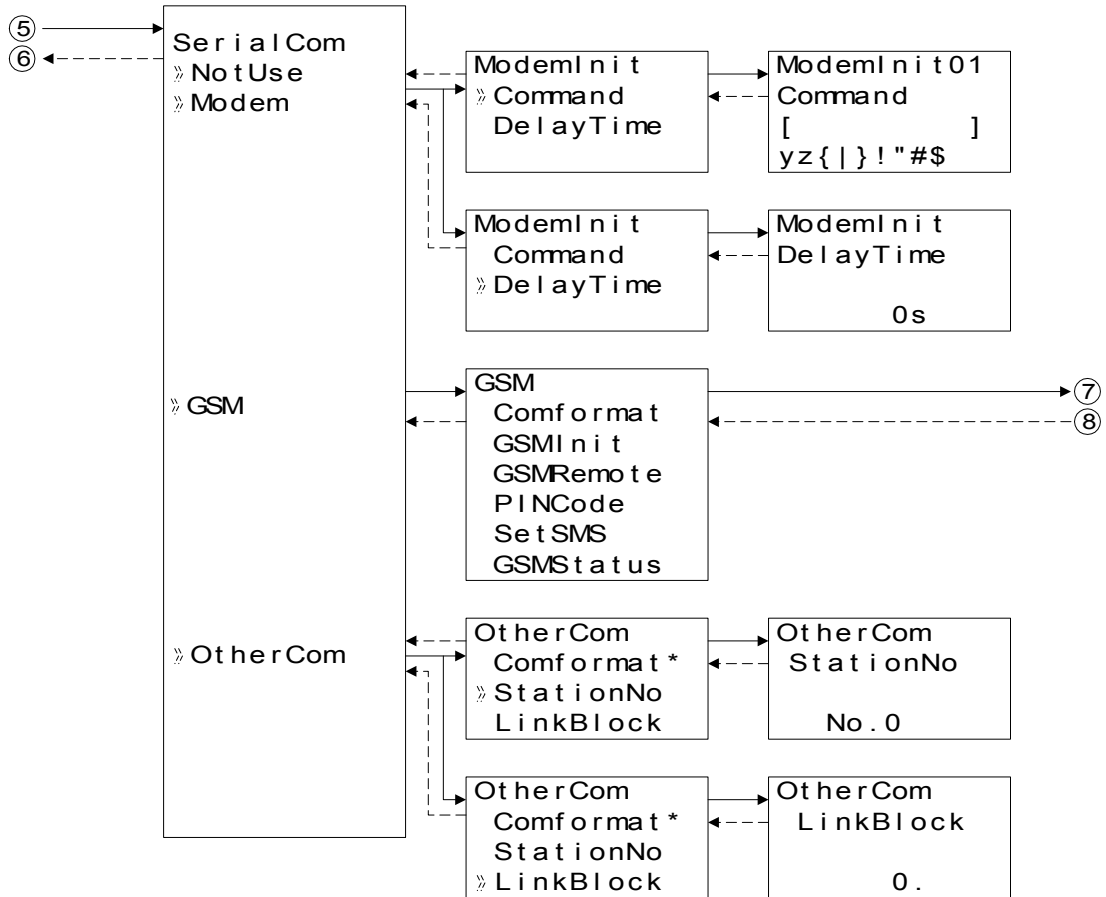 ⑤
⑥
SerialCom
»NotUse
»Modem
»GSM
»OtherCom
ModemInit
»Command
DelayTime
ModemInit01
Command
[ ]
yz{|}!"#$
ModemInit
Command
»DelayTime
ModemInit
DelayTime
0s
GSM
Comformat
GSMInit
GSMRemote
PINCode
SetSMS
GSMStatus
⑦
⑧
OtherCom
Comformat*
»StationNo
LinkBlock
OtherCom
StationNo
No.0
OtherCom
Comformat*
StationNo
»LinkBlock
OtherCom
LinkBlock
0.